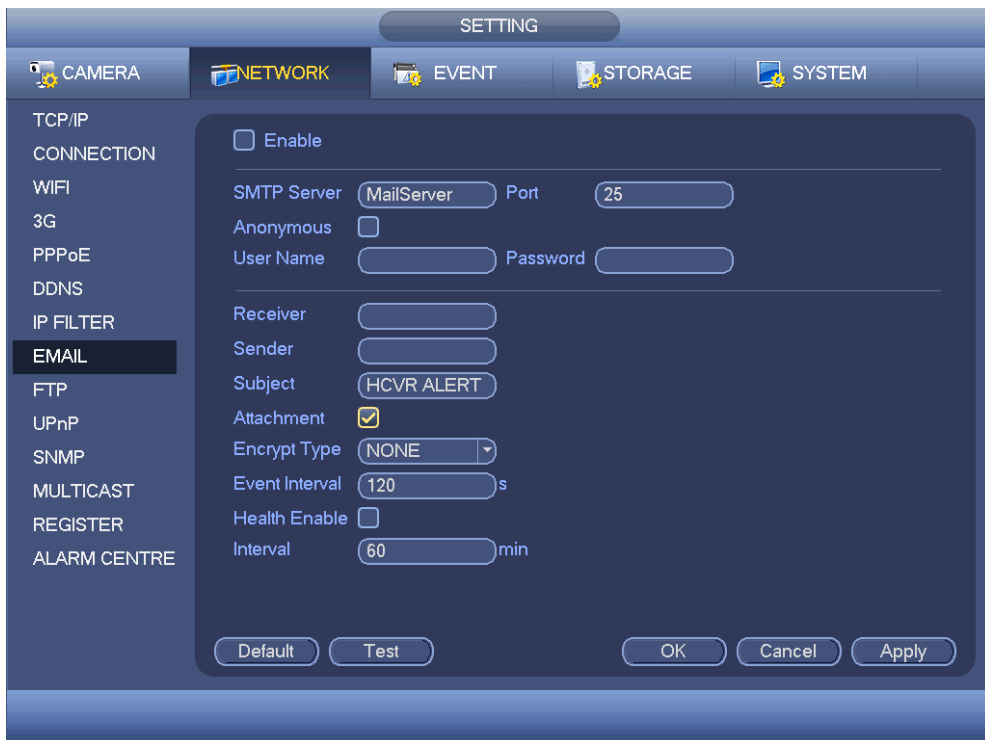 SETTING
CAMERA NETWORK EVENT STORAGE SYSTEM
TCP/IP
CONNECTION
WIFI
3G
PPPoE
DDNS
IP FILTER
EMAIL
FTP
UPnP
SNMP
MULTICAST
REGISTER
ALARM CENTRE
Enable
SMTP Server MailServer Port 25
Anonymous
User Name Password
Receiver
Sender
Subject HCVR ALERT
Attachment
Encrypt Type NONE
Event Interval 120 s
Health Enable
Interval 60 min
Default Test OK Cancel Apply